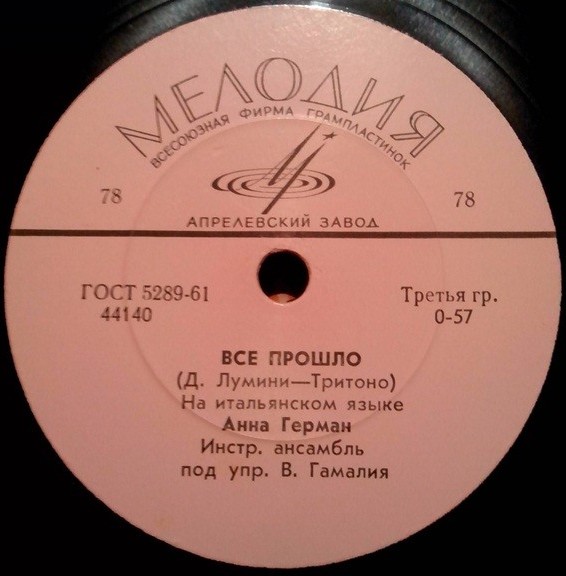 МЕЛОДИЯ
ВСЕСОЮЗНАЯ ФИРМА ГРАМПЛАСТИНОК
78 78
АПРЕЛЕВСКИЙ ЗАВОД
ГОСТ 5289-61 Третья гр.
44140 0-57
ВСЕ ПРОШЛО
(Д. Лумини—Тритоно)
На итальянском языке
Анна Герман
Инстр. ансамбль
под упр. В. Гамалия